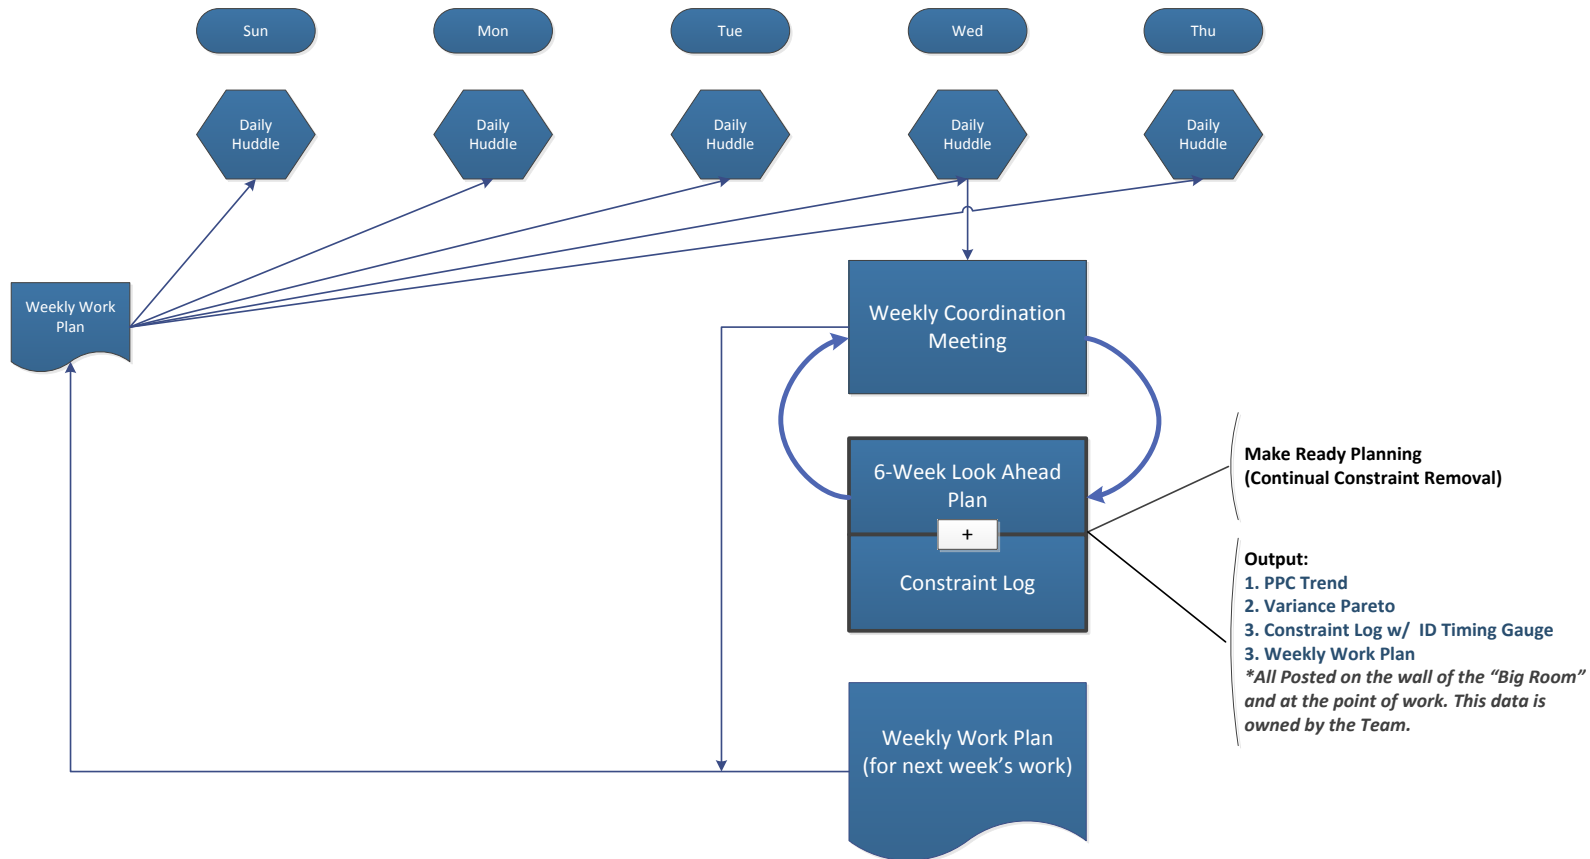 Sun
Mon
Tue
Wed
Thu
Daily
Huddle
Daily
Huddle
Daily
Huddle
Daily
Huddle
Daily
Huddle
Weekly Work
Plan
Weekly Coordination
Meeting
6-Week Look Ahead
Plan
+
Constraint Log
Make Ready Planning
(Continual Constraint Removal)
Output:
1. PPC Trend
2. Variance Pareto
3. Constraint Log w/ ID Timing Gauge
3. Weekly Work Plan
*All Posted on the wall of the “Big Room”
and at the point of work. This data is
owned by the Team.
Weekly Work Plan
(for next week’s work)